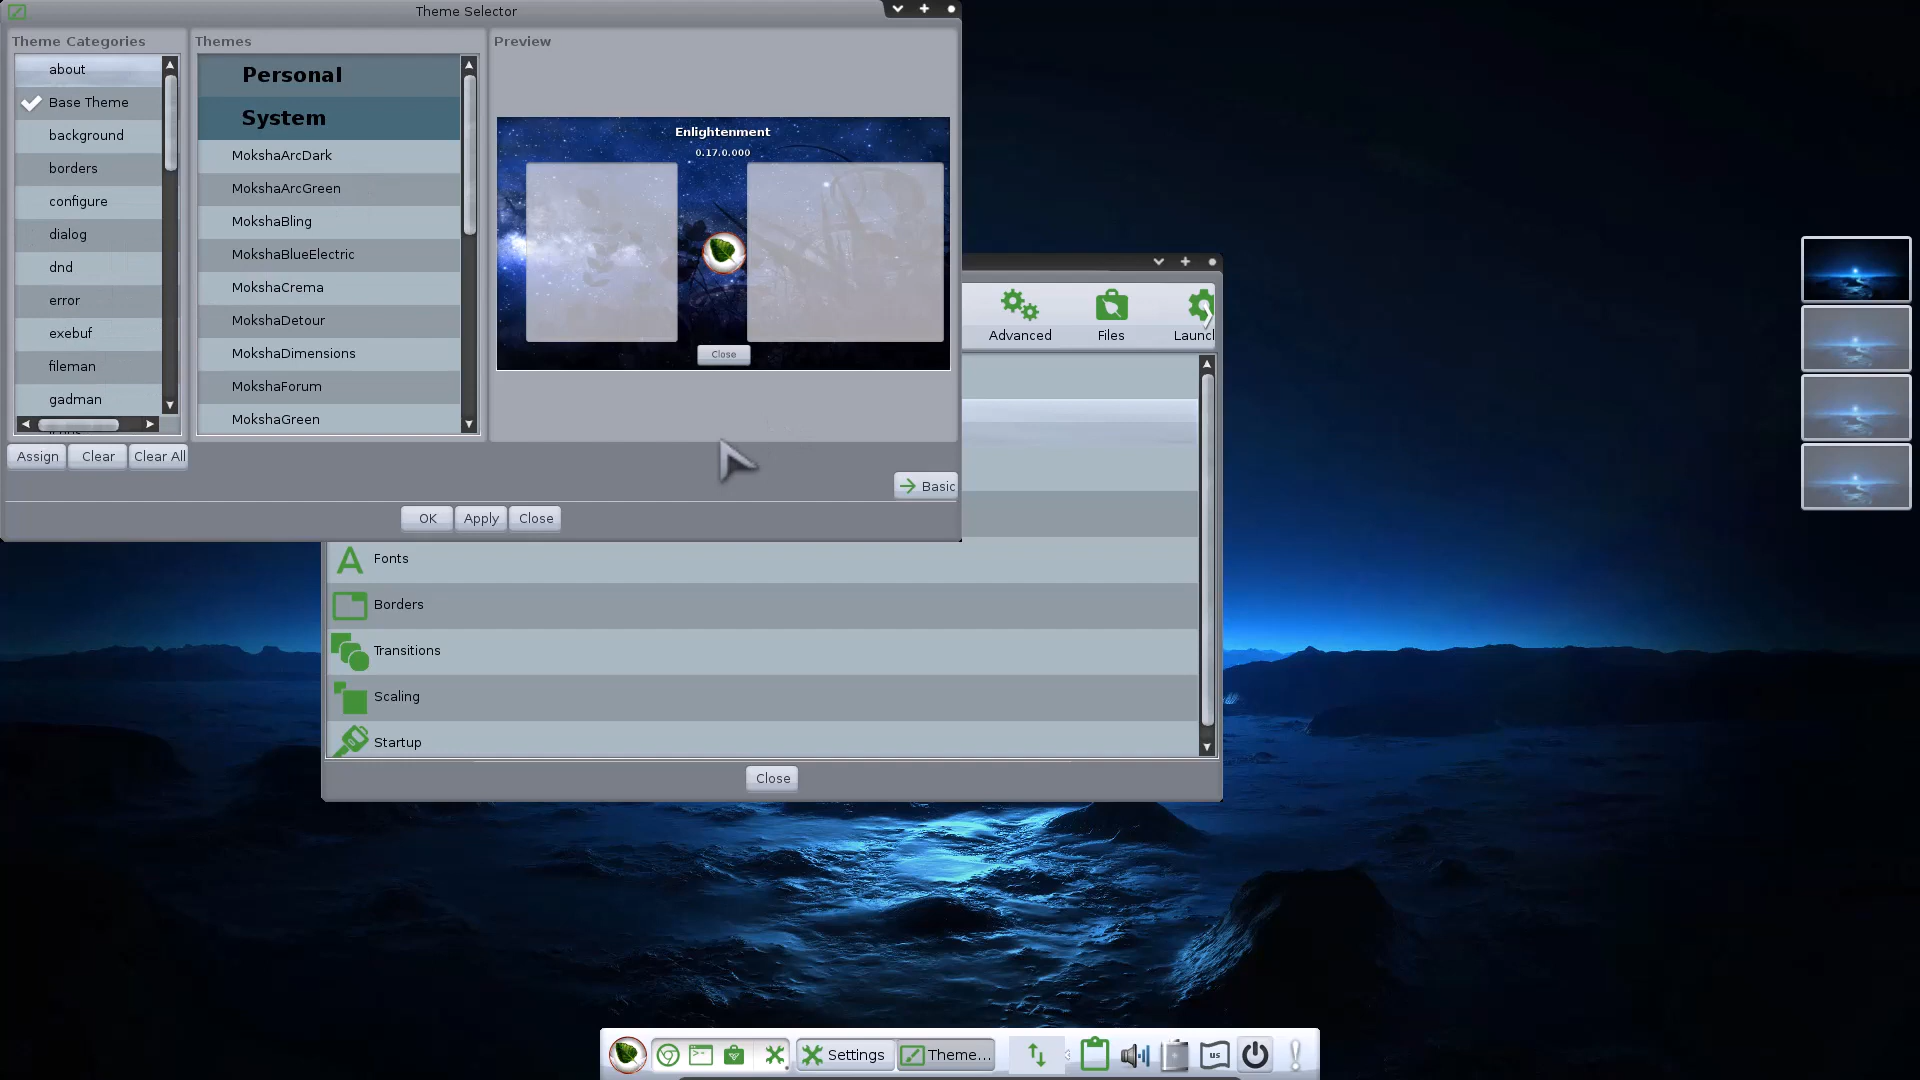 Theme Selector
Theme Categories
about
Base Theme
background
borders
configure
dialog
dnd
error
exebuf
fileman
gadman
Assign
Clear
Clear All
Themes
Personal
System
MokshaArcDark
MokshaArcGreen
MokshaBling
MokshaBlueElectric
MokshaCrema
MokshaDetour
MokshaDimensions
MokshaForum
MokshaGreen
Preview
Enlightenment
0.17.0.000
Close
Basic
OK
Apply
Close
Advanced
Files
Launch
Fonts
Borders
Transitions
Scaling
Startup
Close
Settings
Theme...
us